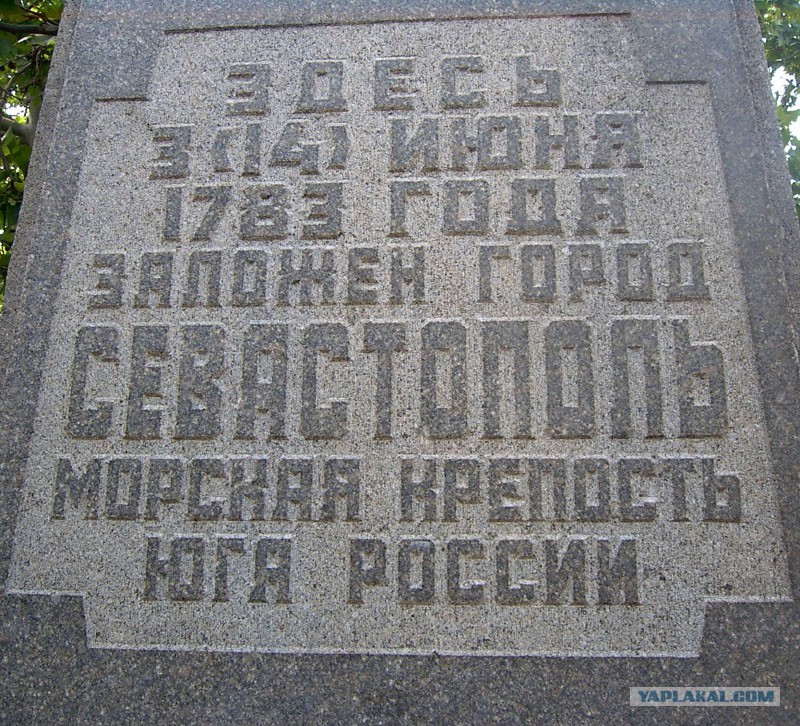 ЗДЕСЬ
3(14) ИЮНЯ
1783 ГОДА
ЗАЛОЖЕН ГОРОД
СЕВАСТОПОЛЬ
МОРСКАЯ КРЕПОСТЬ
ЮГА РОССИИ
YAPLAKAL.COM